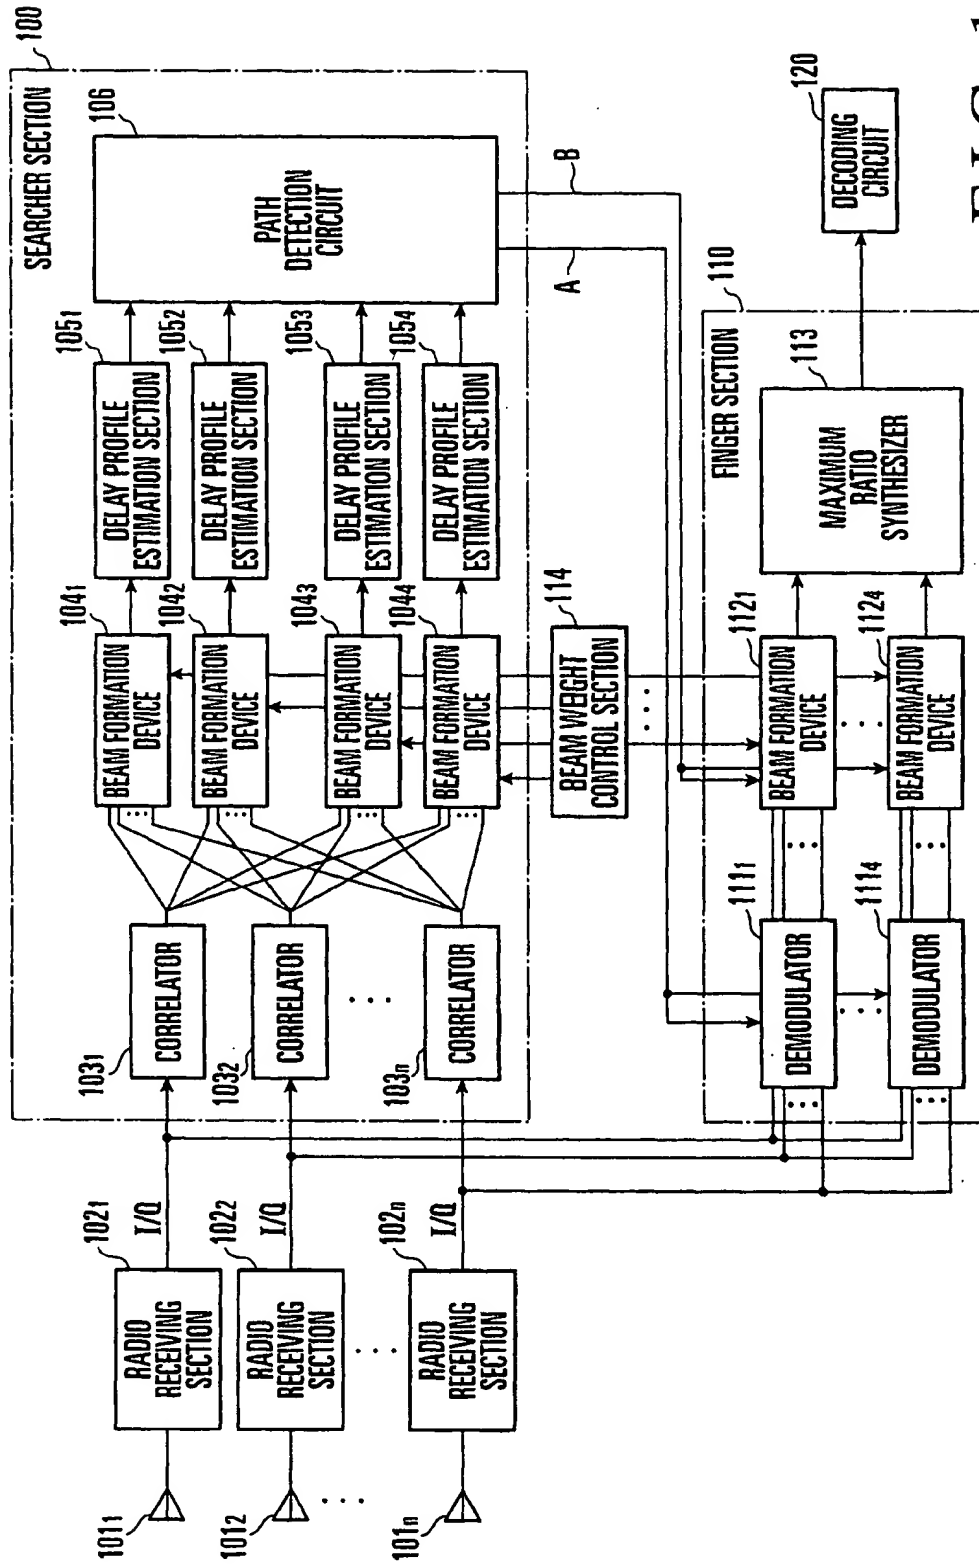 101₁
101₂
101n
102₁
RADIO
RECEIVING
SECTION
I/Q
102₂
RADIO
RECEIVING
SECTION
I/Q
102n
RADIO
RECEIVING
SECTION
I/Q
100
SEARCHER SECTION
103₁
CORRELATOR
103₂
CORRELATOR
103n
CORRELATOR
104₁
BEAM FORMATION
DEVICE
104₂
BEAM FORMATION
DEVICE
104₃
BEAM FORMATION
DEVICE
104₄
BEAM FORMATION
DEVICE
105₁
DELAY PROFILE
ESTIMATION SECTION
105₂
DELAY PROFILE
ESTIMATION SECTION
105₃
DELAY PROFILE
ESTIMATION SECTION
105₄
DELAY PROFILE
ESTIMATION SECTION
106
PATH
DETECTION
CIRCUIT
A
B
114
BEAM WEIGHT
CONTROL SECTION
110
FINGER SECTION
111₁
DEMODULATOR
111₄
DEMODULATOR
112₁
BEAM FORMATION
DEVICE
112₄
BEAM FORMATION
DEVICE
113
MAXIMUM
RATIO
SYNTHESIZER
120
DECODING
CIRCUIT